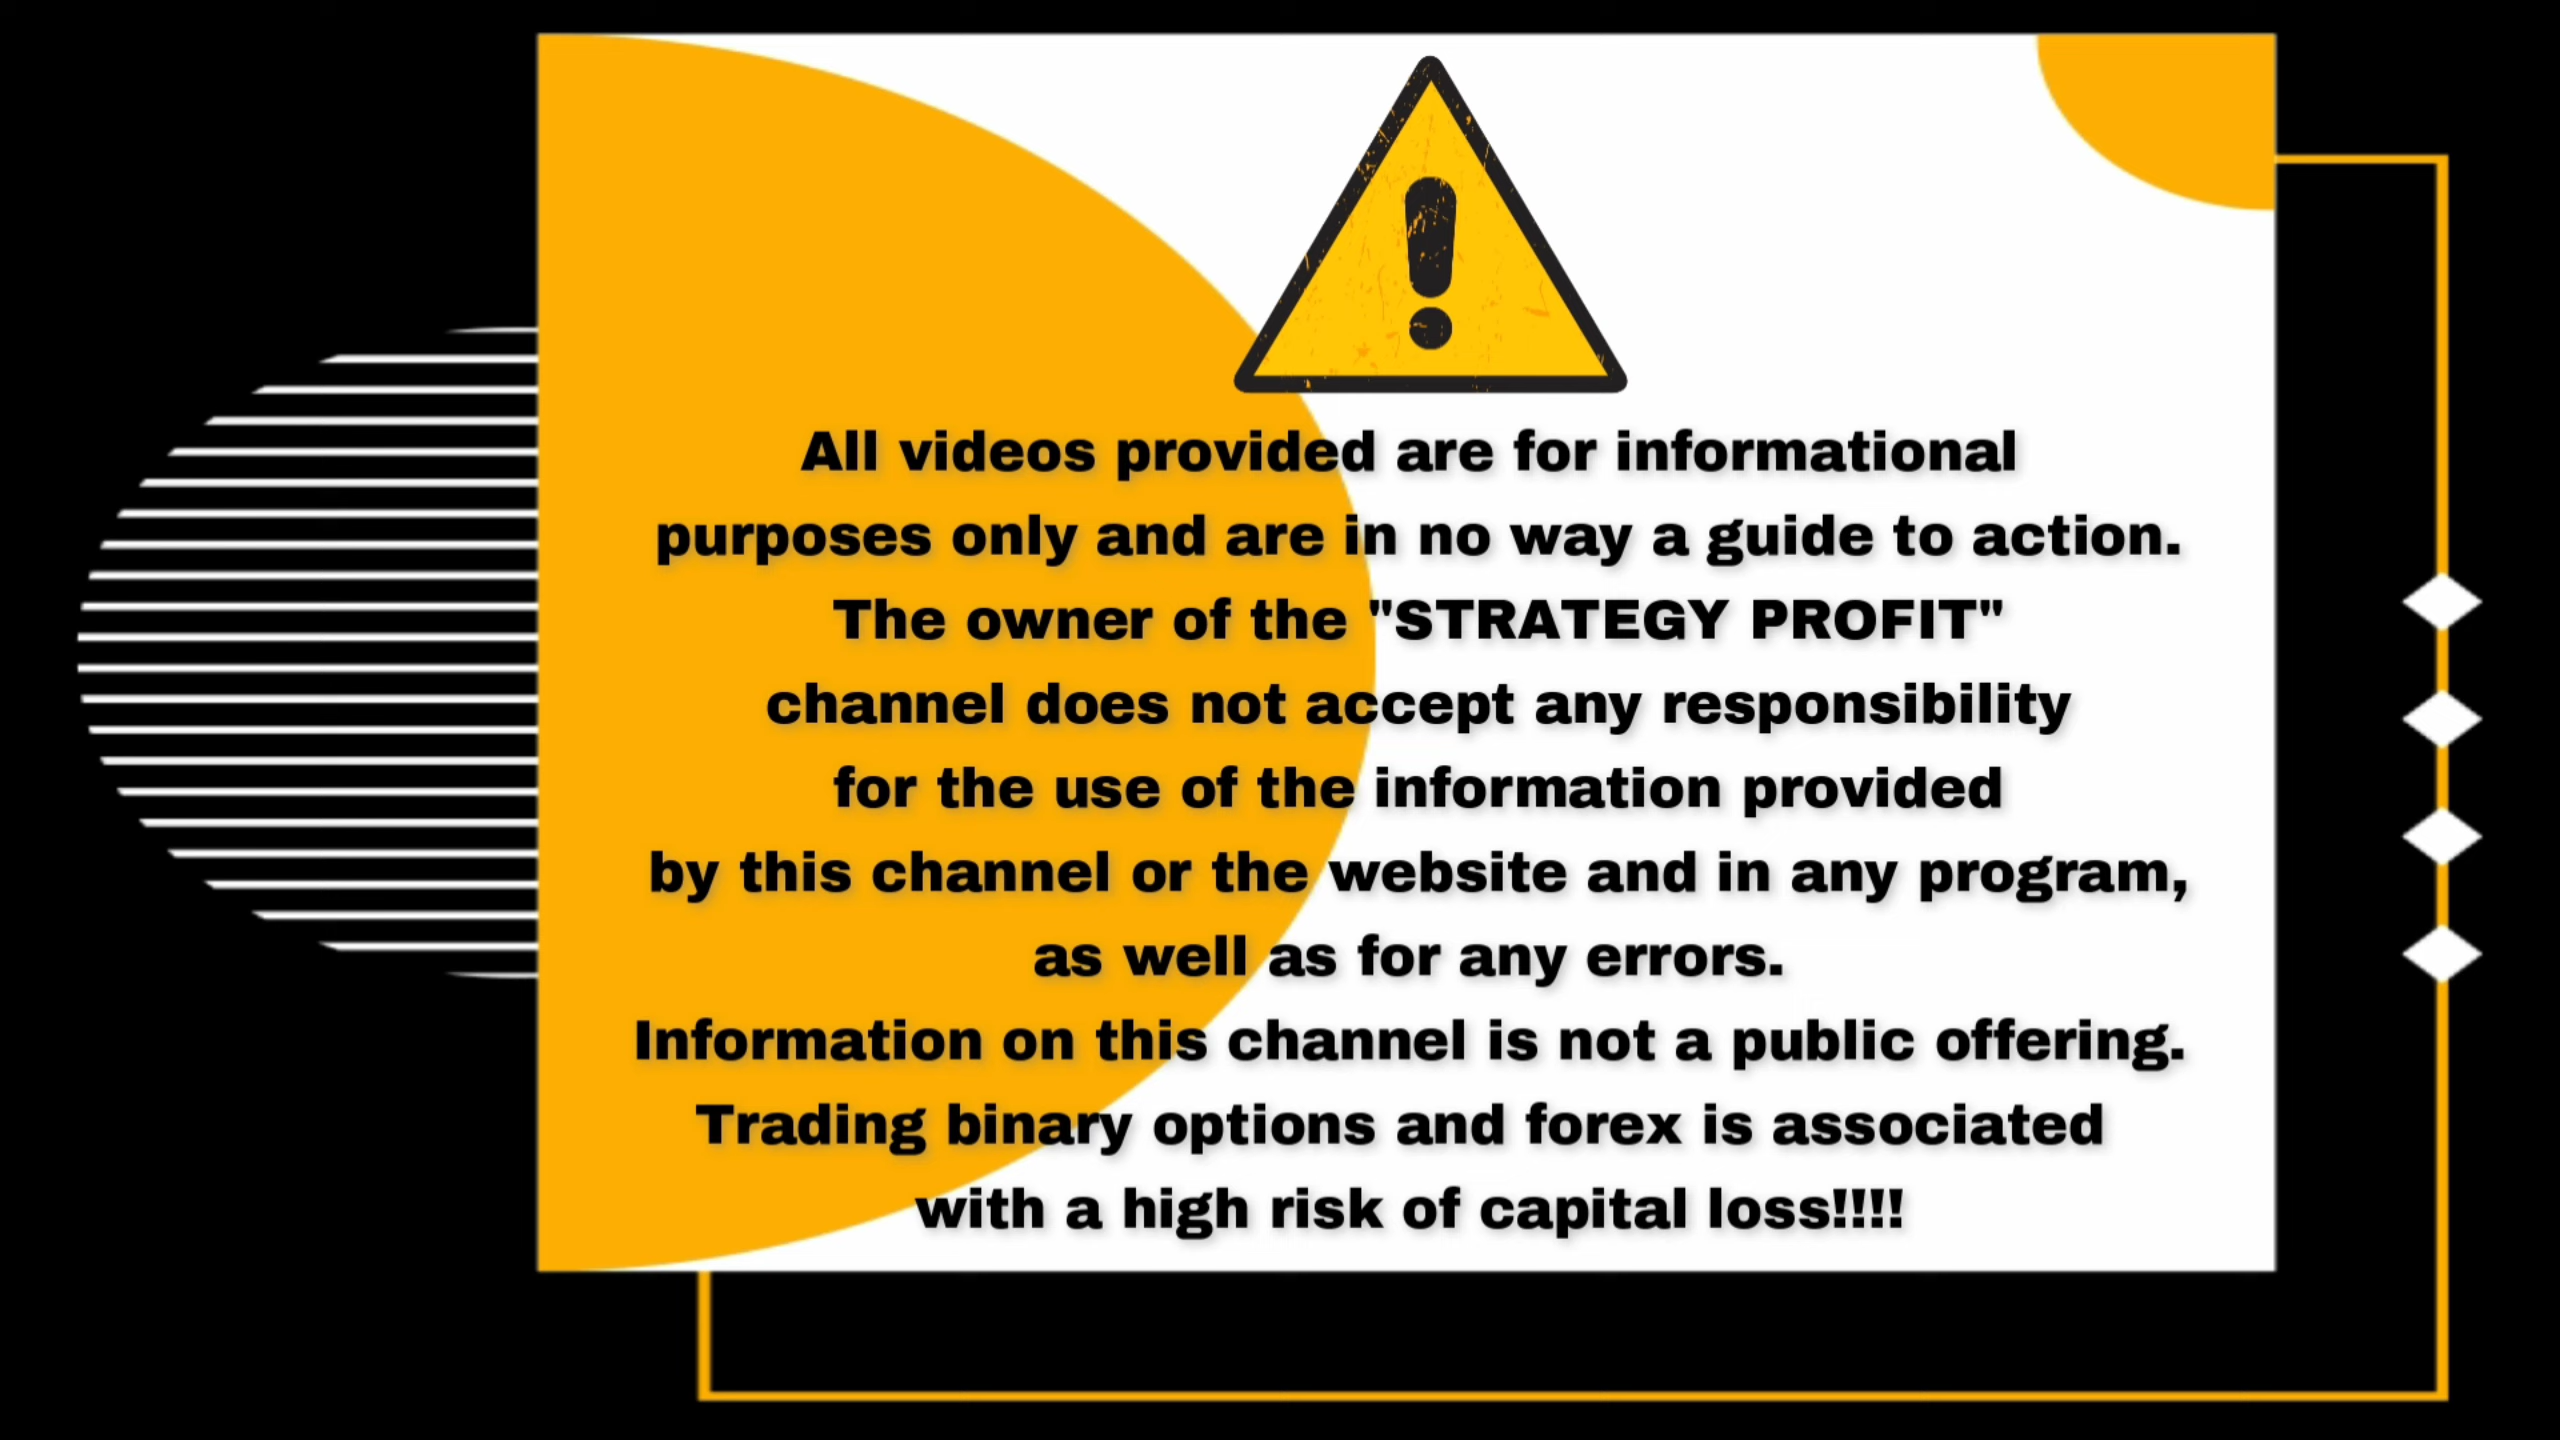 All videos provided are for informational
purposes only and are in no way a guide to action.
The owner of the "STRATEGY PROFIT"
channel does not accept any responsibility
for the use of the information provided
by this channel or the website and in any program,
as well as for any errors.
Information on this channel is not a public offering.
Trading binary options and forex is associated
with a high risk of capital loss!!!!